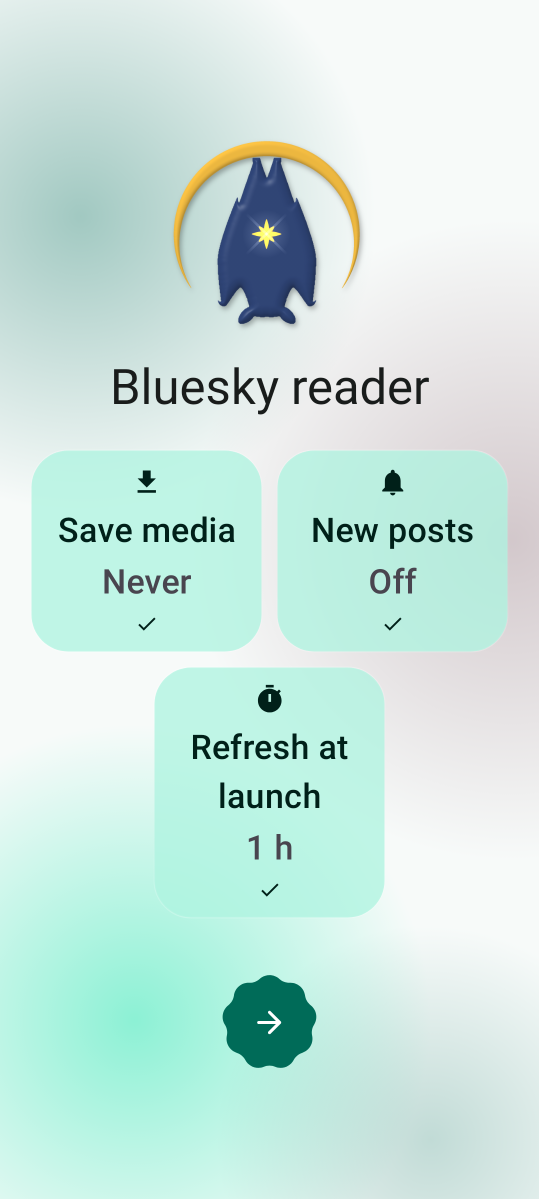 Bluesky reader
Save media
Never
New posts
Off
Refresh at
launch
1 h